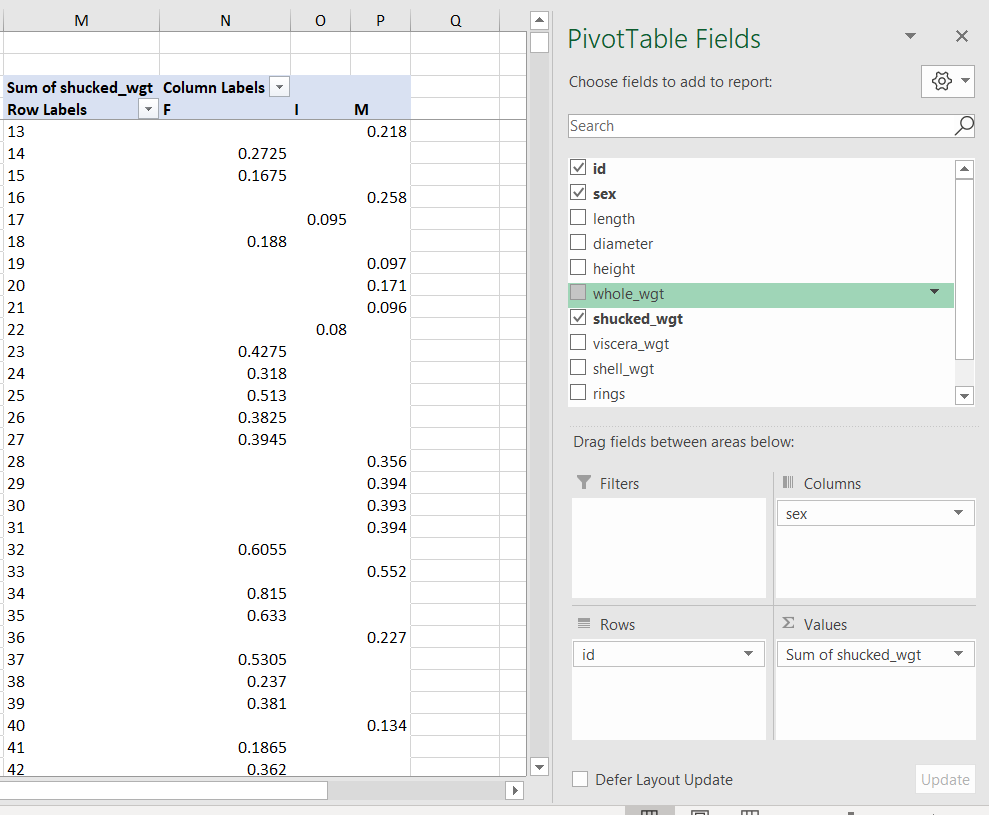 M N O P Q
Sum of shucked_wgt Column Labels
Row Labels F I M
13 0.218
14 0.2725
15 0.1675
16 0.258
17 0.095
18 0.188
19 0.097
20 0.171
21 0.096
22 0.08
23 0.4275
24 0.318
25 0.513
26 0.3825
27 0.3945
28 0.356
29 0.394
30 0.393
31 0.394
32 0.6055
33 0.552
34 0.815
35 0.633
36 0.227
37 0.5305
38 0.237
39 0.381
40 0.134
41 0.1865
42 0.362
PivotTable Fields
Choose fields to add to report:
Search
id
sex
length
diameter
height
whole_wgt
shucked_wgt
viscera_wgt
shell_wgt
rings
Drag fields between areas below:
Filters
Columns
sex
Rows
id
Σ Values
Sum of shucked_wgt
Defer Layout Update
Update